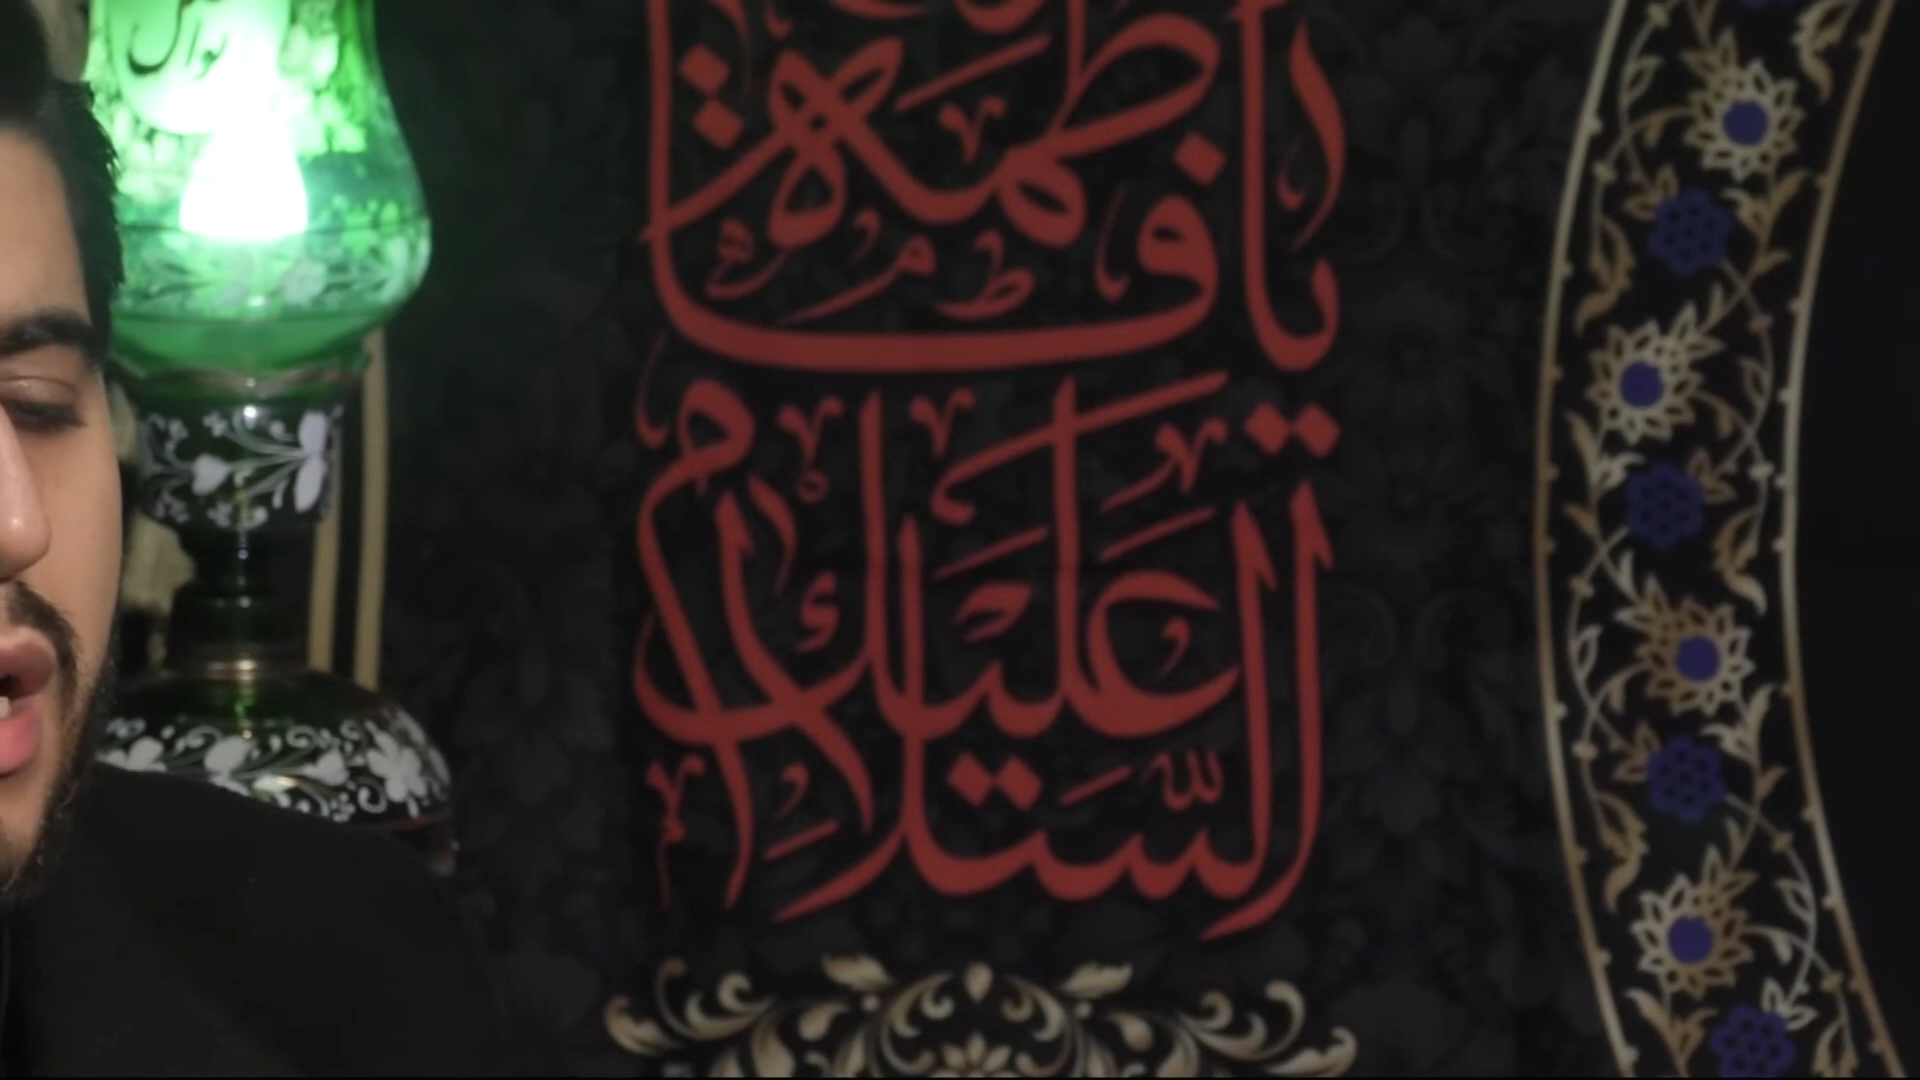 السلام عليك
يا فاطمة